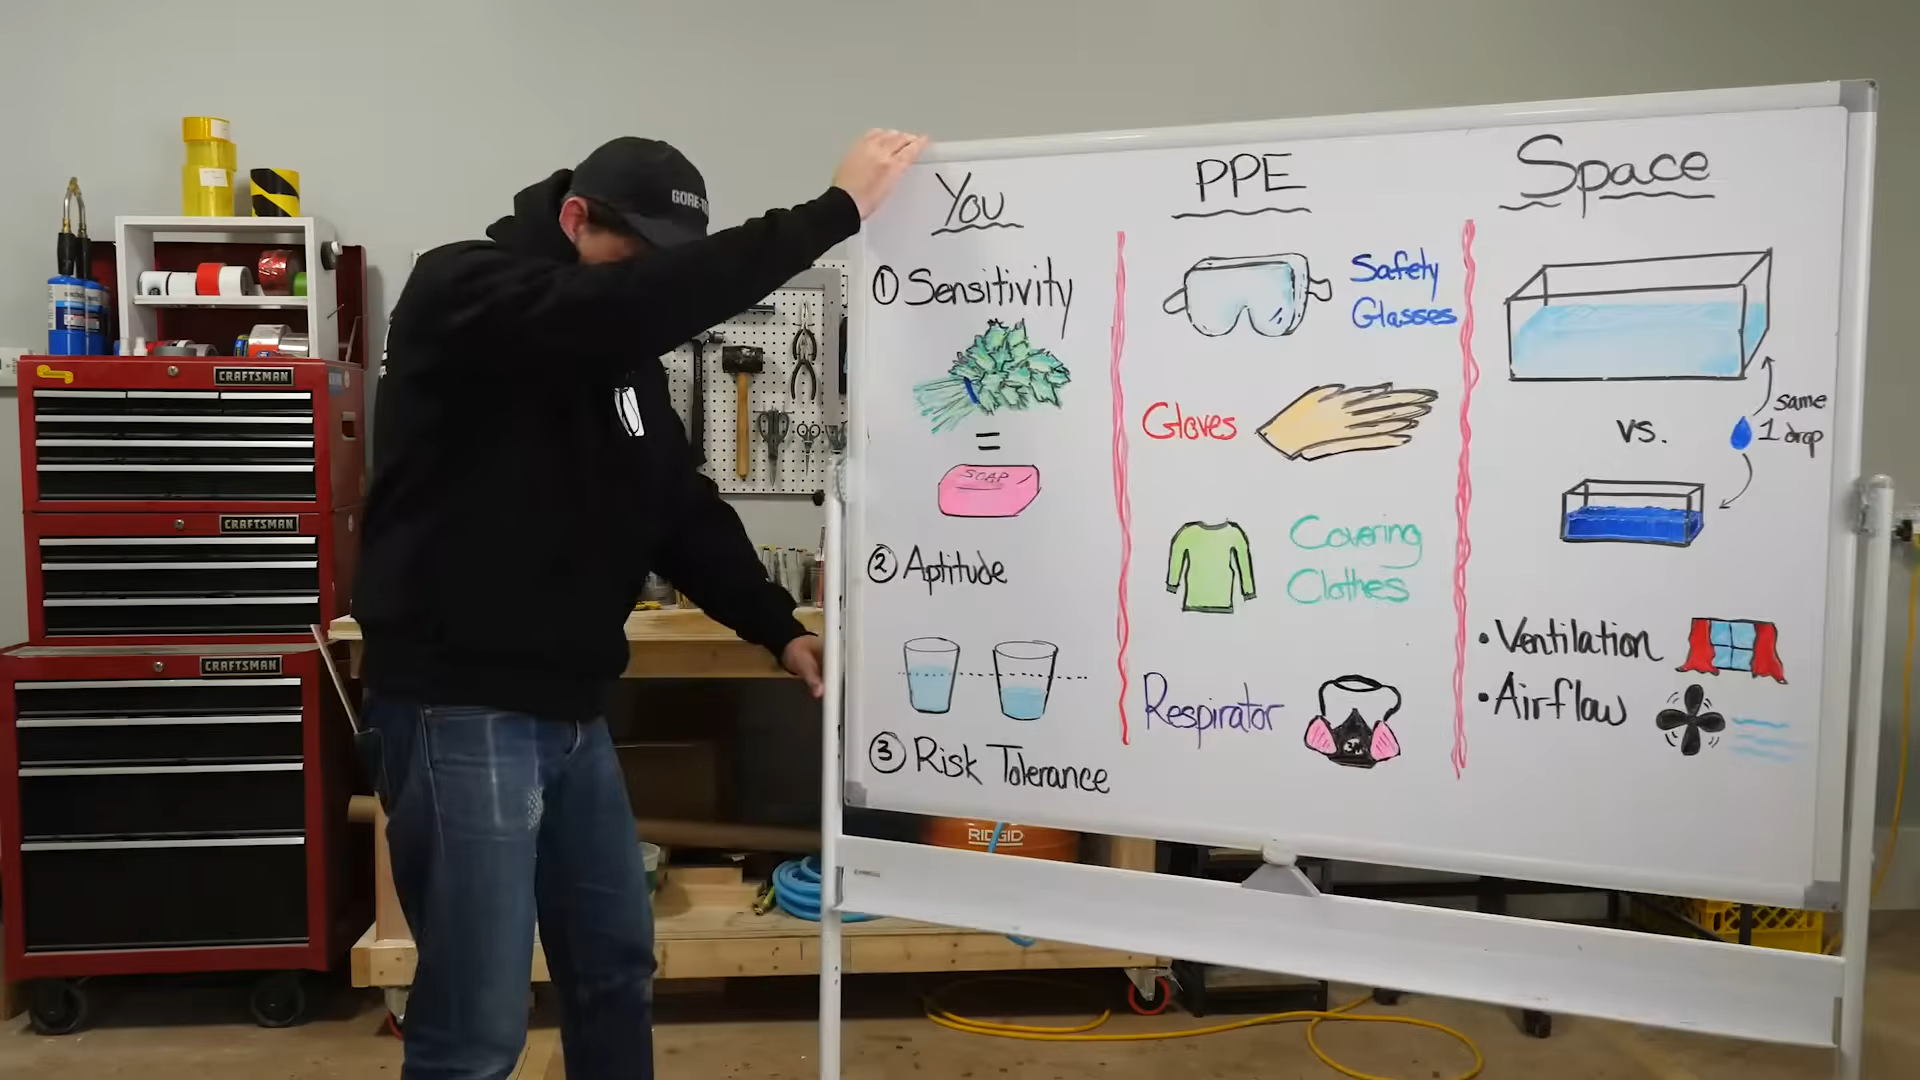 You
① Sensitivity
=
SOAP
② Aptitude
③ Risk Tolerance
PPE
Safety
Glasses
Gloves
Covering
Clothes
Respirator
3M
Space
same
1 drop
vs.
• Ventilation
• Airflow
CRAFTSMAN
CRAFTSMAN
CRAFTSMAN
RIDGID